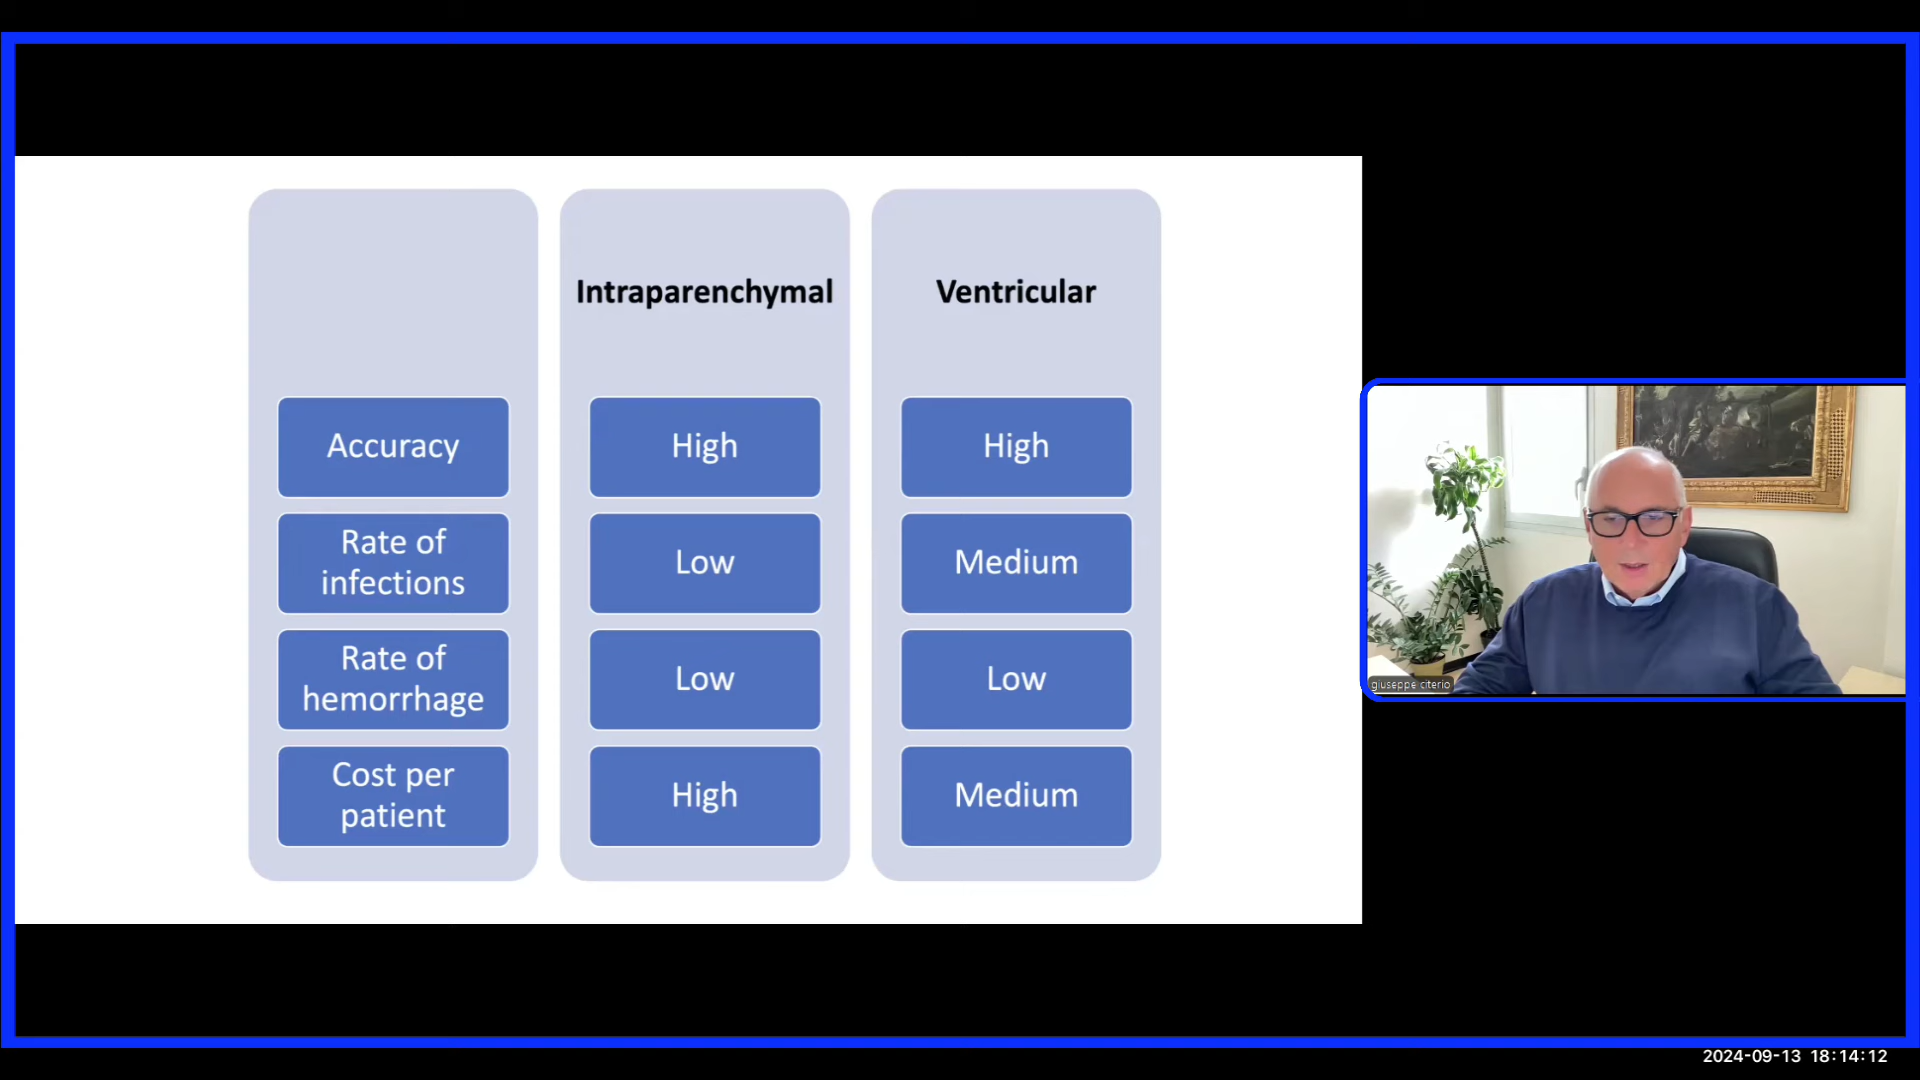 Intraparenchymal
Ventricular
Accuracy
High
High
Rate of
infections
Low
Medium
Rate of
hemorrhage
Low
Low
Cost per
patient
High
Medium
giuseppe citerio
2024-09-13 18:14:12